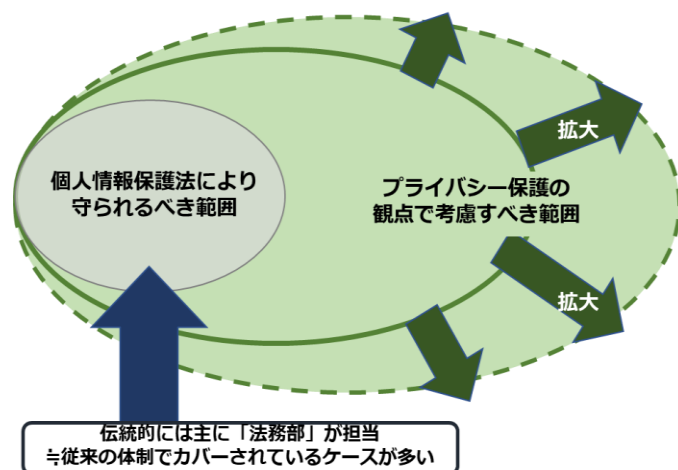 拡大
個人情報保護法により
守られるべき範囲
プライバシー保護の
観点で考慮すべき範囲
拡大
伝統的には主に「法務部」が担当
≒従来の体制でカバーされているケースが多い